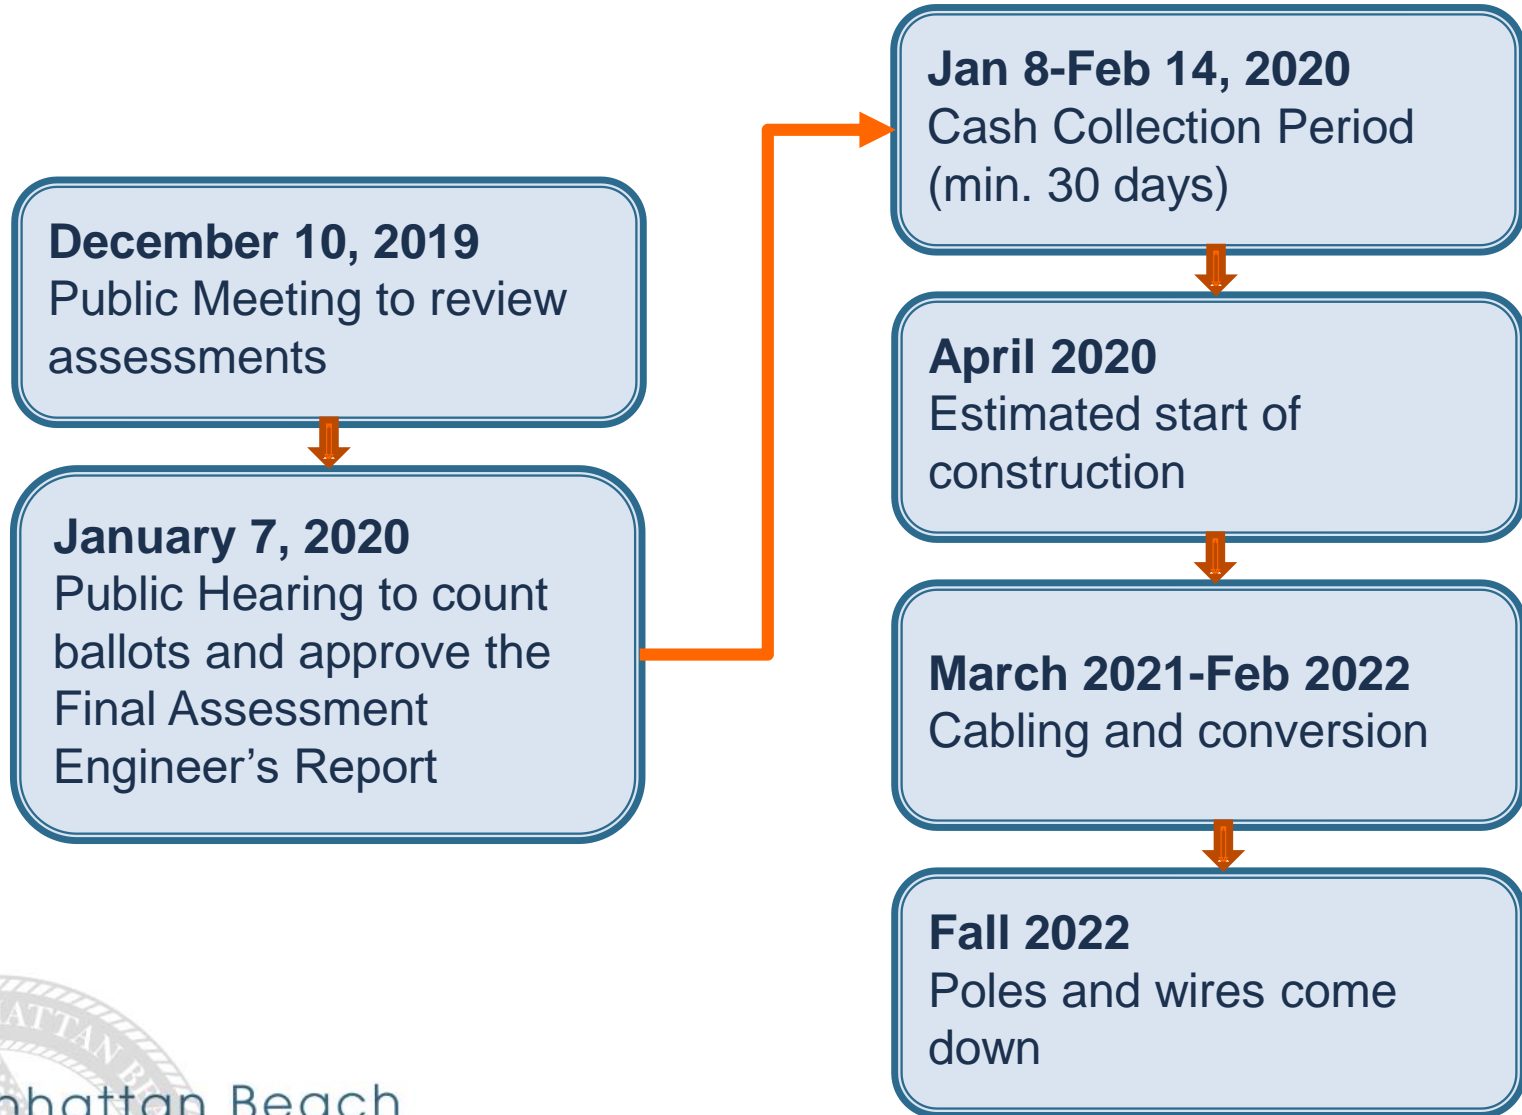 December 10, 2019
Public Meeting to review
assessments
January 7, 2020
Public Hearing to count
ballots and approve the
Final Assessment
Engineer’s Report
Jan 8-Feb 14, 2020
Cash Collection Period
(min. 30 days)
April 2020
Estimated start of
construction
March 2021-Feb 2022
Cabling and conversion
Fall 2022
Poles and wires come
down
nhattan Beach